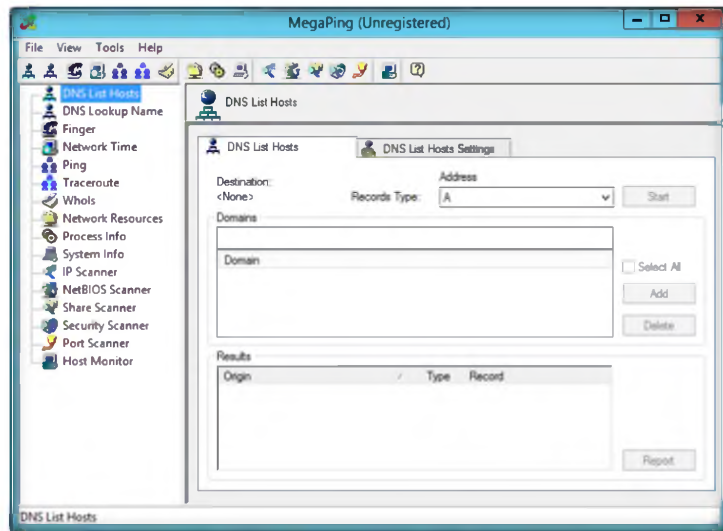 MegaPing (Unregistered)
File View Tools Help
DNS List Hosts
DNS Lookup Name
Finger
Network Time
Ping
Traceroute
WhoIs
Network Resources
Process Info
System Info
IP Scanner
NetBIOS Scanner
Share Scanner
Security Scanner
Port Scanner
Host Monitor
DNS List Hosts
DNS List Hosts
DNS List Hosts Settings
Destination:
<None>
Address
Records Type:
A
Start
Domains
Domain
Select All
Add
Delete
Results
Origin / Type Record
Report
DNS List Hosts